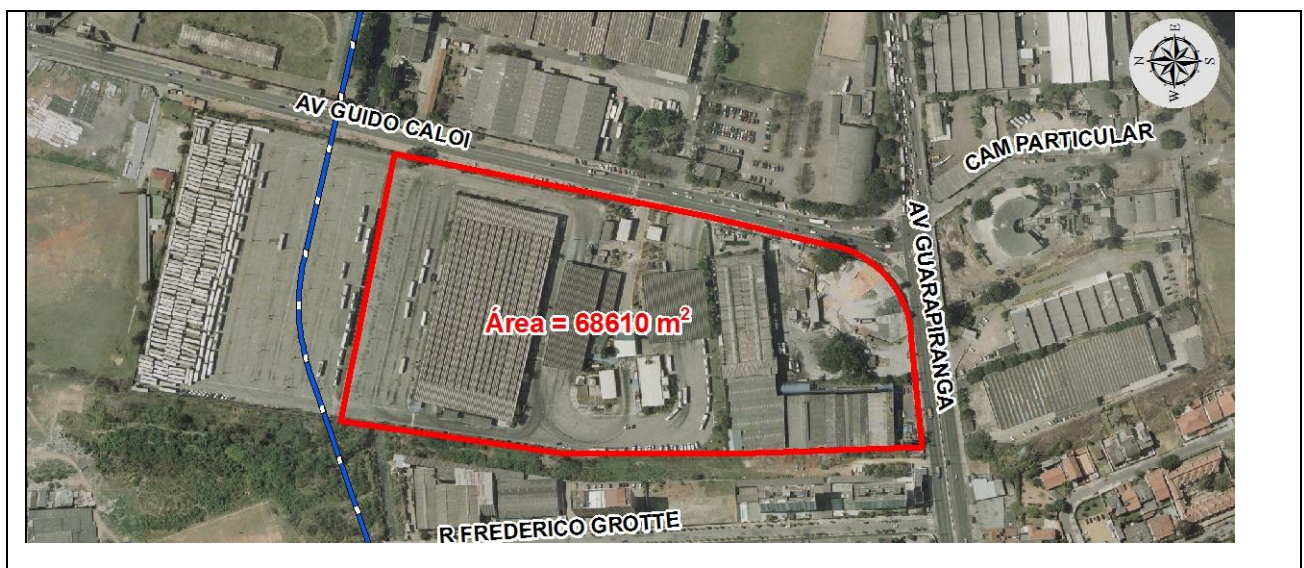 E
N
S
W
AV GUIDO CALOI
CAM PARTICULAR
AV GUARAPIRANGA
Área = 68610 m²
R FREDERICO GROTTE